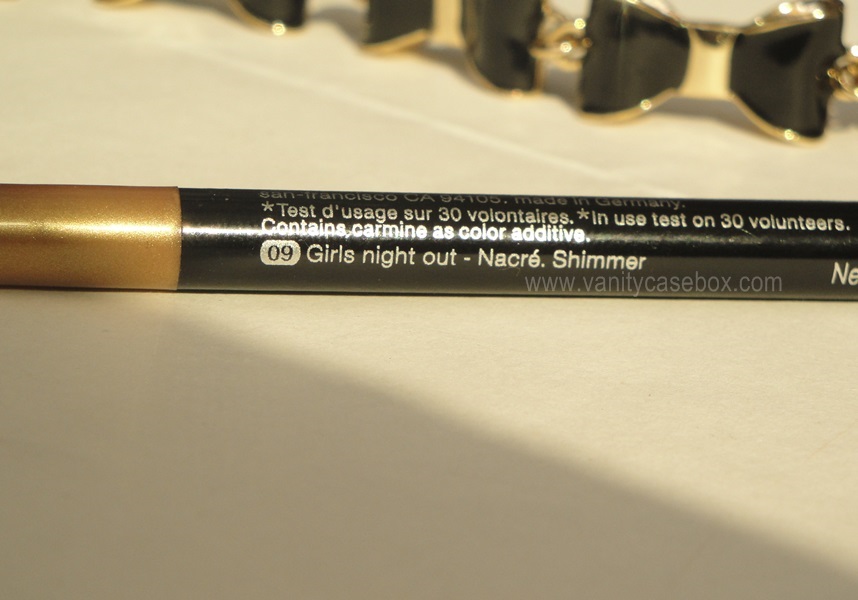 san-francisco CA 94105. made in Germany.
*Test d'usage sur 30 volontaires.*In use test on 30 volunteers.
Contains,carmine as color additive.
09 Girls night out - Nacré. Shimmer
Ne
www.vanitycasebox.com